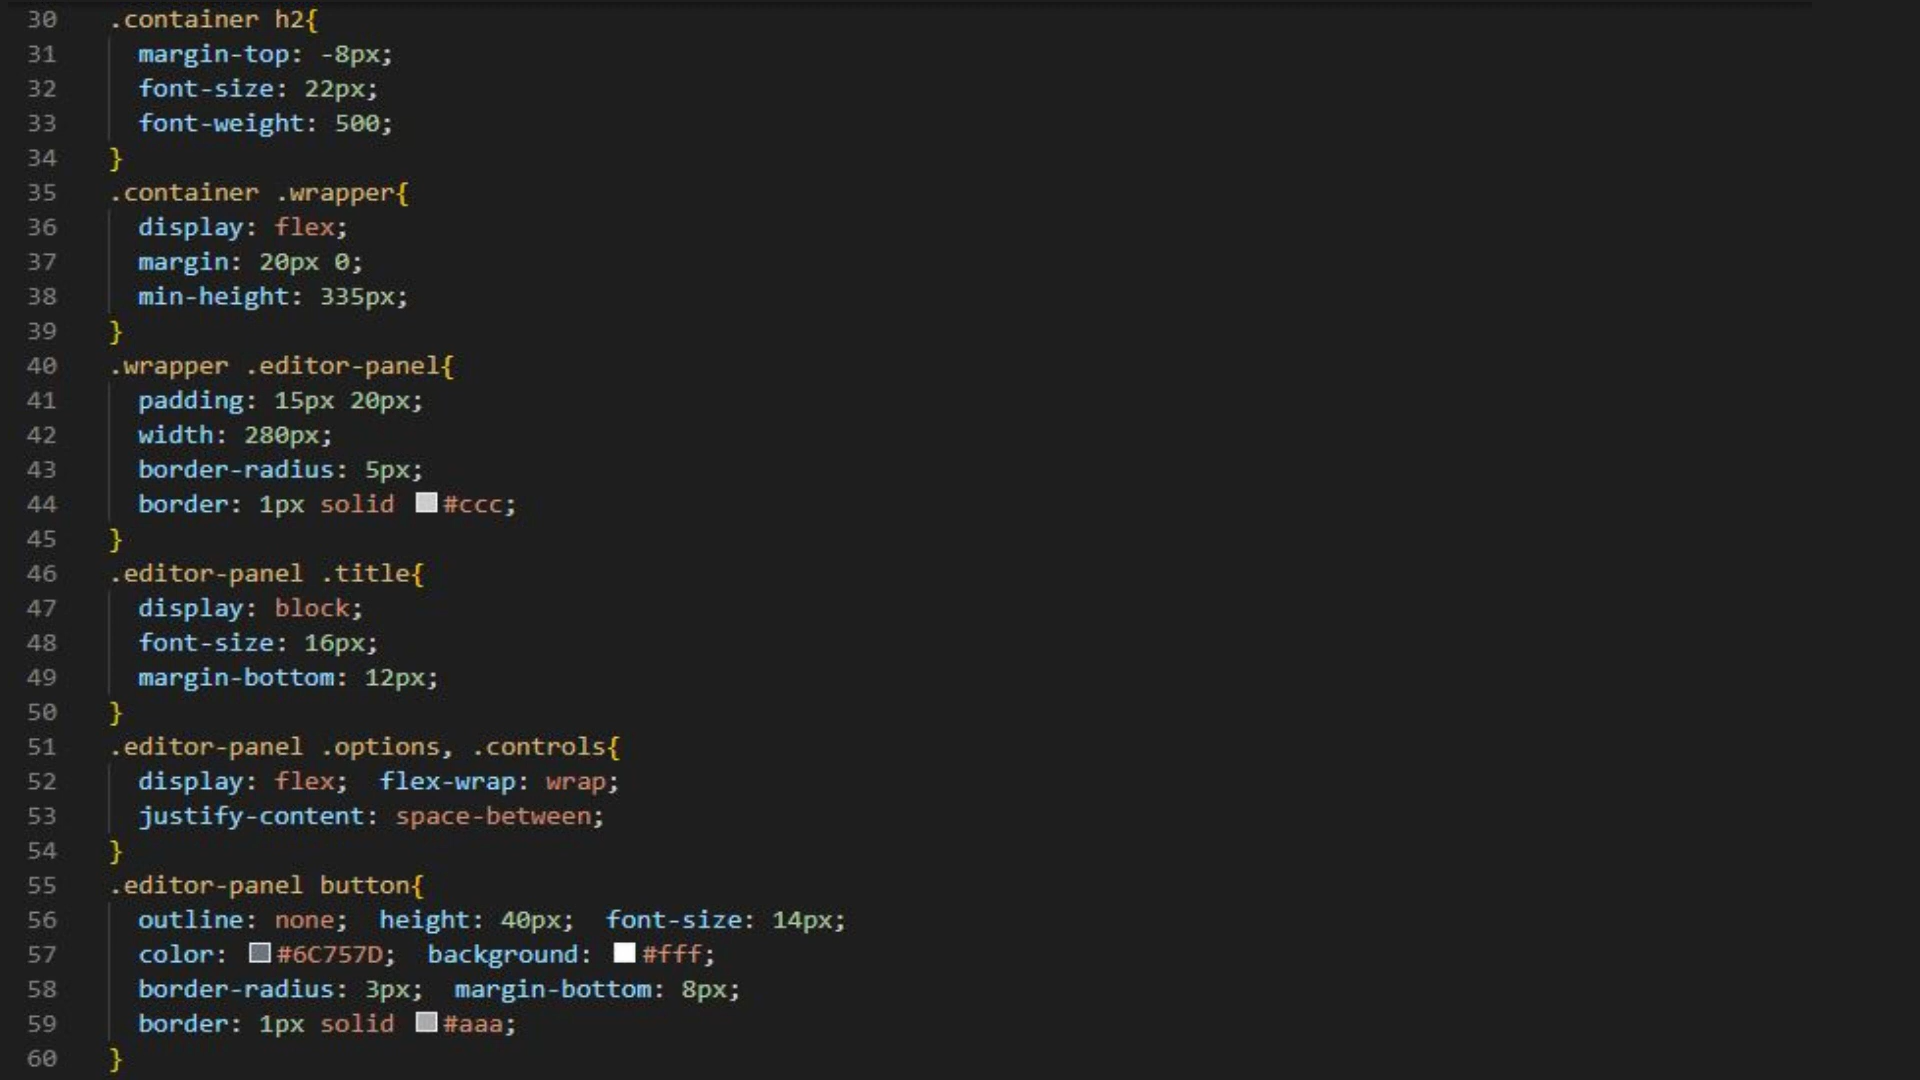 30 .container h2{
31 margin-top: -8px;
32 font-size: 22px;
33 font-weight: 500;
34 }
35 .container .wrapper{
36 display: flex;
37 margin: 20px 0;
38 min-height: 335px;
39 }
40 .wrapper .editor-panel{
41 padding: 15px 20px;
42 width: 280px;
43 border-radius: 5px;
44 border: 1px solid #ccc;
45 }
46 .editor-panel .title{
47 display: block;
48 font-size: 16px;
49 margin-bottom: 12px;
50 }
51 .editor-panel .options, .controls{
52 display: flex; flex-wrap: wrap;
53 justify-content: space-between;
54 }
55 .editor-panel button{
56 outline: none; height: 40px; font-size: 14px;
57 color: #6C757D; background: #fff;
58 border-radius: 3px; margin-bottom: 8px;
59 border: 1px solid #aaa;
60 }